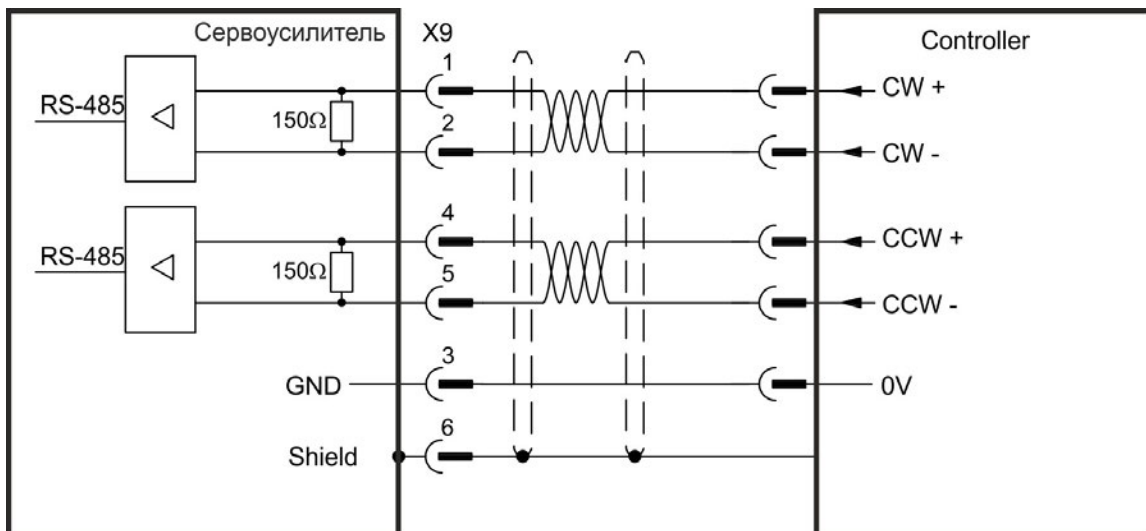 Сервоусилитель
X9
Controller
1
RS-485
150Ω
CW +
2
CW -
4
RS-485
150Ω
CCW +
5
CCW -
3
GND
0V
6
Shield